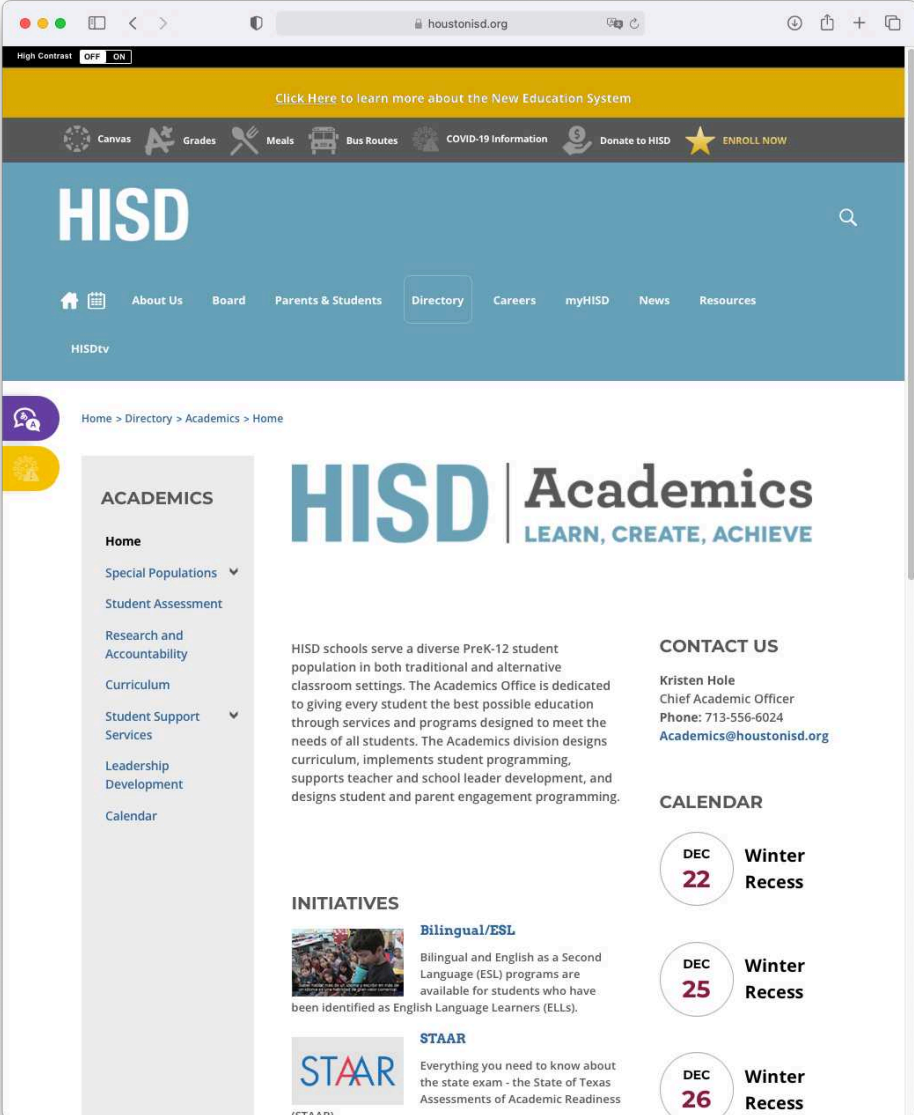 houstonisd.org
High Contrast OFF ON
Click Here to learn more about the New Education System
Canvas Grades Meals Bus Routes COVID-19 Information Donate to HISD ENROLL NOW
HISD
About Us Board Parents & Students Directory Careers myHISD News Resources
HISDtv
Home > Directory > Academics > Home
ACADEMICS
Home
Special Populations
Student Assessment
Research and
Accountability
Curriculum
Student Support
Services
Leadership
Development
Calendar
HISD Academics
LEARN, CREATE, ACHIEVE
HISD schools serve a diverse PreK-12 student
population in both traditional and alternative
classroom settings. The Academics Office is dedicated
to giving every student the best possible education
through services and programs designed to meet the
needs of all students. The Academics division designs
curriculum, implements student programming,
supports teacher and school leader development, and
designs student and parent engagement programming.
INITIATIVES
Bilingual/ESL
Bilingual and English as a Second
Language (ESL) programs are
available for students who have
been identified as English Language Learners (ELLs).
STAAR
STAAR
Everything you need to know about
the state exam - the State of Texas
Assessments of Academic Readiness
(STAAR)
CONTACT US
Kristen Hole
Chief Academic Officer
Phone: 713-556-6024
Academics@houstonisd.org
CALENDAR
DEC
22
Winter
Recess
DEC
25
Winter
Recess
DEC
26
Winter
Recess